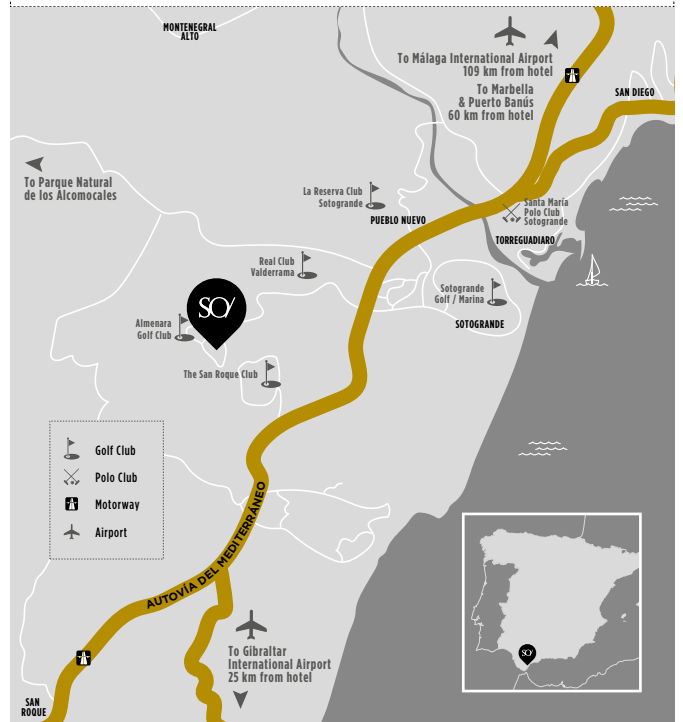 MONTENEGRAL
ALTO
To Málaga International Airport
109 km from hotel
To Marbella
& Puerto Banús
60 km from hotel
SAN DIEGO
To Parque Natural
de los Alcomocales
La Reserva Club
Sotogrande
PUEBLO NUEVO
Santa María
Polo Club
Sotogrande
TORREGUADIARO
Real Club
Valderrama
Sotogrande
Golf / Marina
SO/
Almenara
Golf Club
SOTOGRANDE
The San Roque Club
Golf Club
Polo Club
Motorway
Airport
AUTOVÍA DEL MEDITERRÁNEO
SO/
To Gibraltar
International Airport
25 km from hotel
SAN
ROQUE